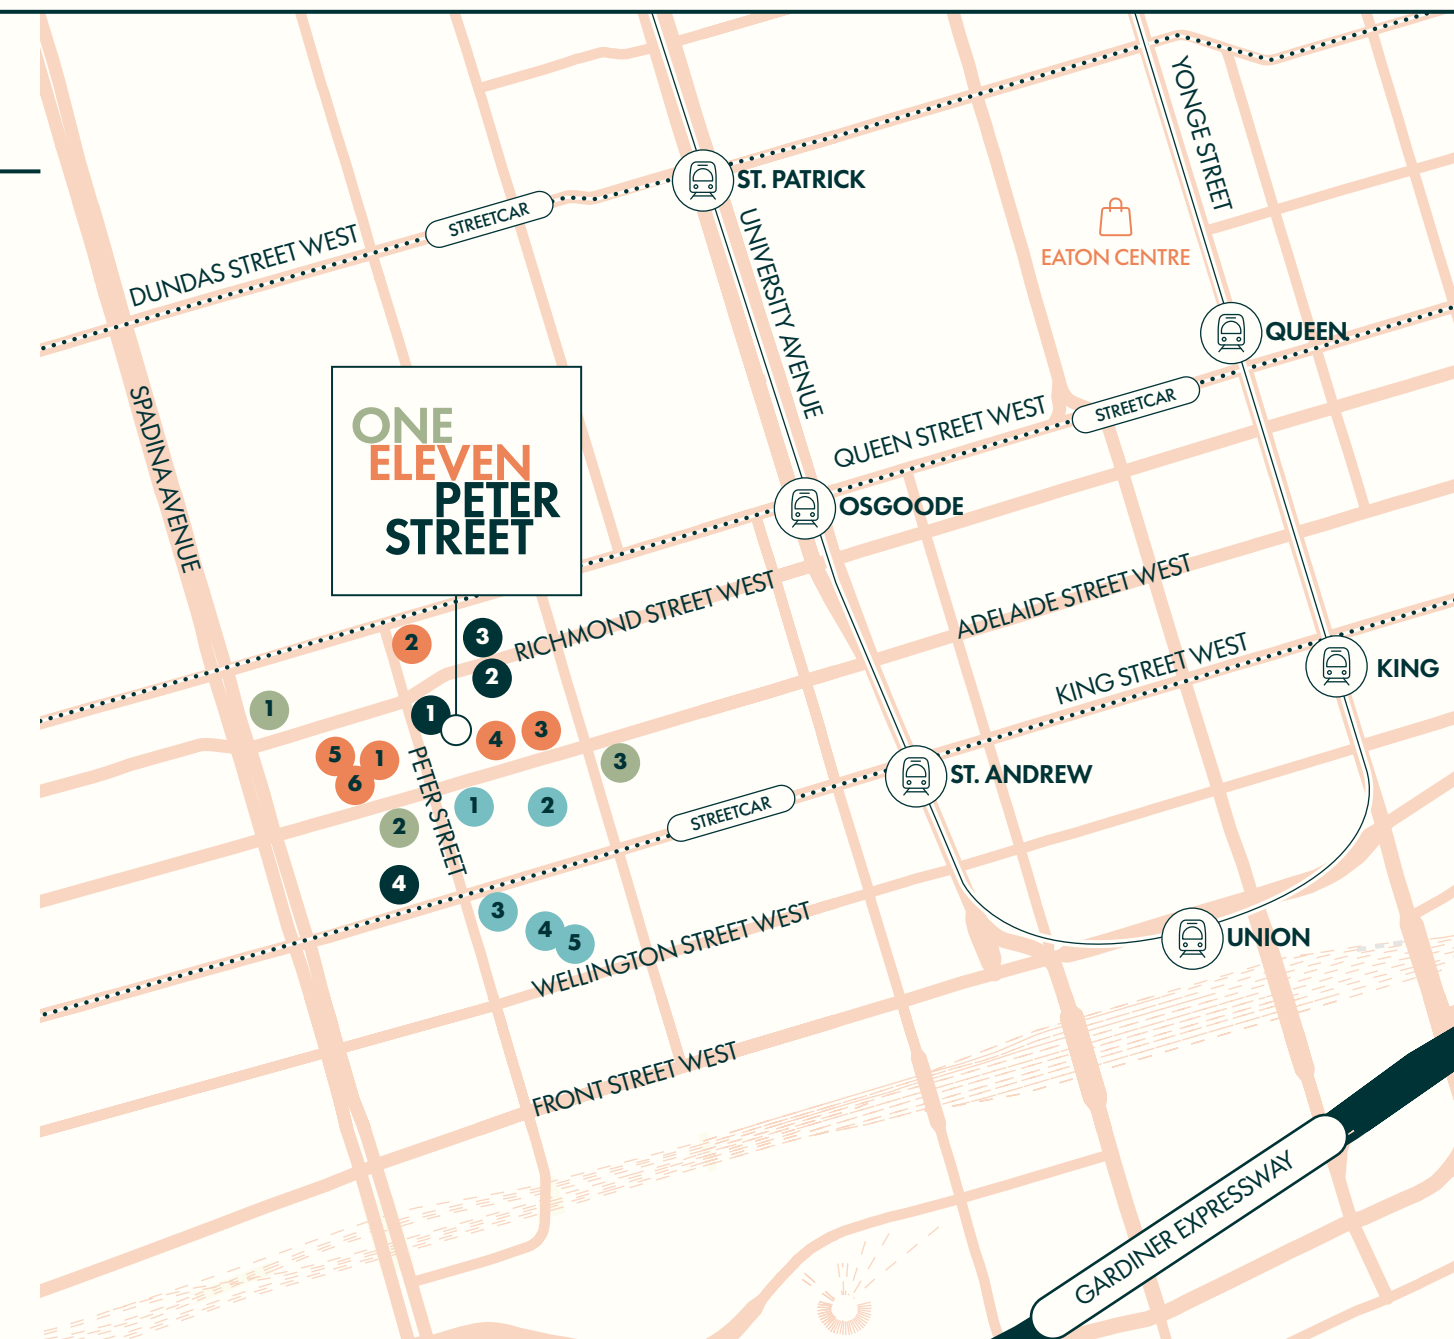 YONGE STREET
ST. PATRICK
STREETCAR
DUNDAS STREET WEST
UNIVERSITY AVENUE
EATON CENTRE
QUEEN
SPADINA AVENUE
STREETCAR
QUEEN STREET WEST
ONE
ELEVEN
PETER
STREET
OSGOODE
RICHMOND STREET WEST
ADELAIDE STREET WEST
2
3
2
KING STREET WEST
KING
1
1
4
3
5
1
6
3
PETER STREET
ST. ANDREW
1
2
STREETCAR
2
4
3
4
5
WELLINGTON STREET WEST
UNION
FRONT STREET WEST
GARDINER EXPRESSWAY